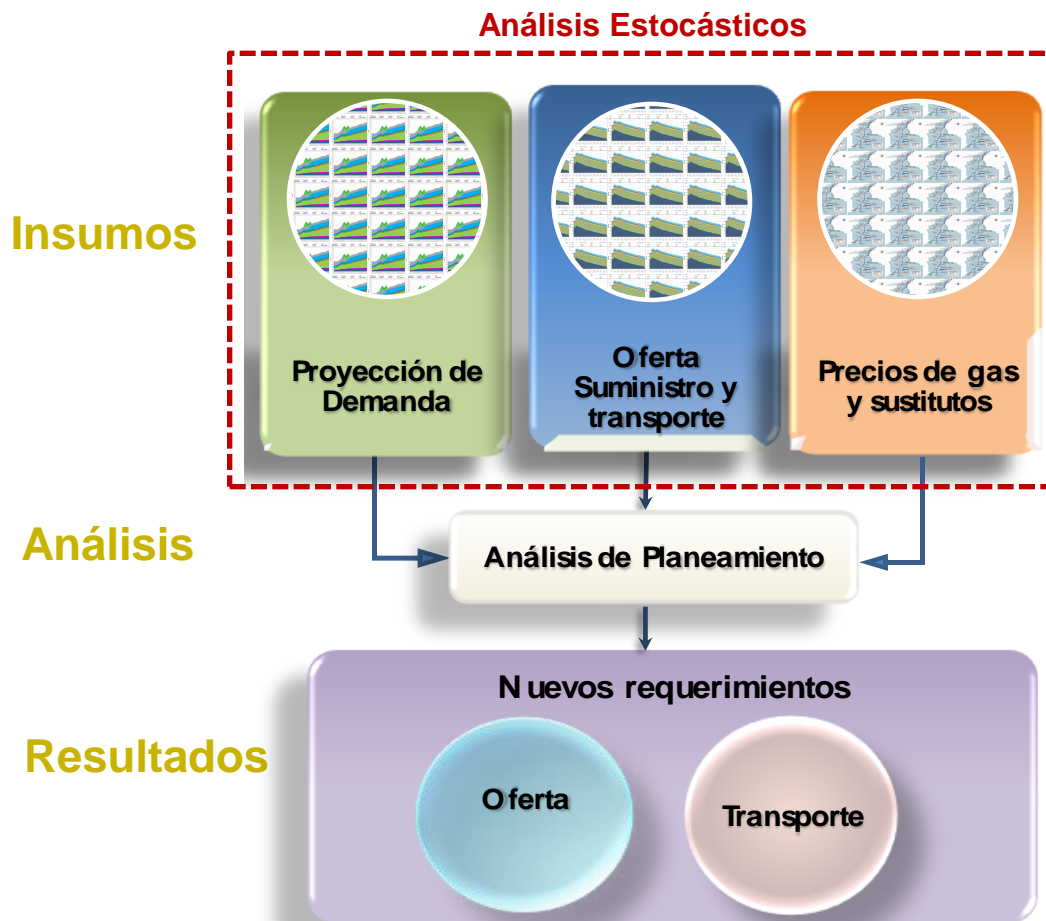 Análisis Estocásticos
Insumos
Proyección de
Demanda
Oferta
Suministro y
transporte
Precios de gas
y sustitutos
Análisis
Análisis de Planeamiento
Nuevos requerimientos
Resultados
Oferta
Transporte